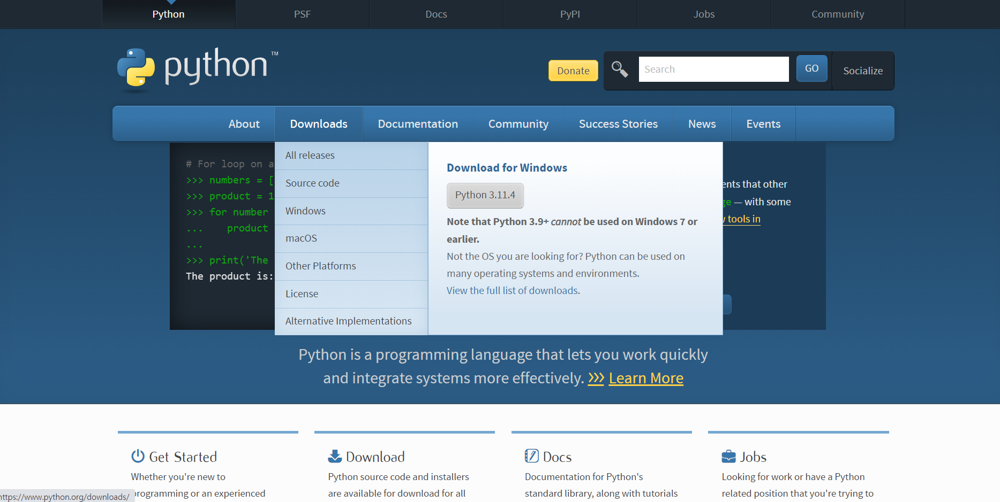 Python
PSF
Docs
PyPI
Jobs
Community
python™
Donate
Search
GO
Socialize
About
Downloads
Documentation
Community
Success Stories
News
Events
# For loop on a
>>> numbers = [
>>> product = 1
>>> for number
... product
...
>>> print('The
The product is:
All releases
Source code
Windows
macOS
Other Platforms
License
Alternative Implementations
Download for Windows
Python 3.11.4
Note that Python 3.9+ cannot be used on Windows 7 or
earlier.
Not the OS you are looking for? Python can be used on
many operating systems and environments.
View the full list of downloads.
that other
— with some
tools in
Python is a programming language that lets you work quickly
and integrate systems more effectively. >>> Learn More
Get Started
Whether you're new to
programming or an experienced
Download
Python source code and installers
are available for download for all
Docs
Documentation for Python's
standard library, along with tutorials
Jobs
Looking for work or have a Python
related position that you're trying to
https://www.python.org/downloads/